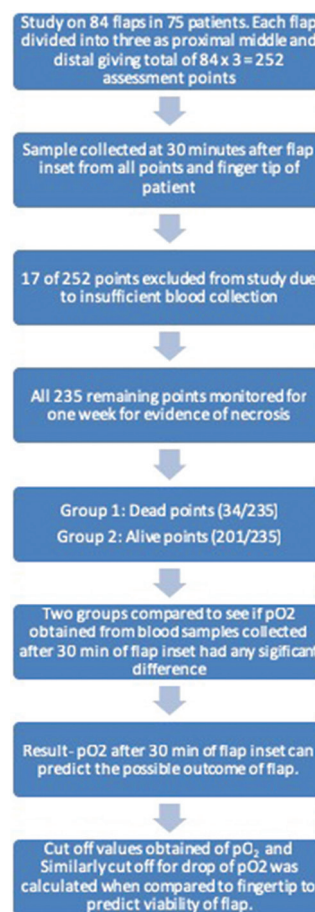 Study on 84 flaps in 75 patients. Each flap
divided into three as proximal middle and
distal giving total of 84 x 3 = 252
assessment points
Sample collected at 30 minutes after flap
inset from all points and finger tip of
patient
17 of 252 points excluded from study due
to insufficient blood collection
All 235 remaining points monitored for
one week for evidence of necrosis
Group 1: Dead points (34/235)
Group 2: Alive points (201/235)
Two groups compared to see if pO2
obtained from blood samples collected
after 30 min of flap inset had any sigificant
difference
Result- pO2 after 30 min of flap inset can
predict the possible outcome of flap.
Cut off values obtained of pO₂ and
Similarly cut off for drop of pO2 was
calculated when compared to fingertip to
predict viability of flap.